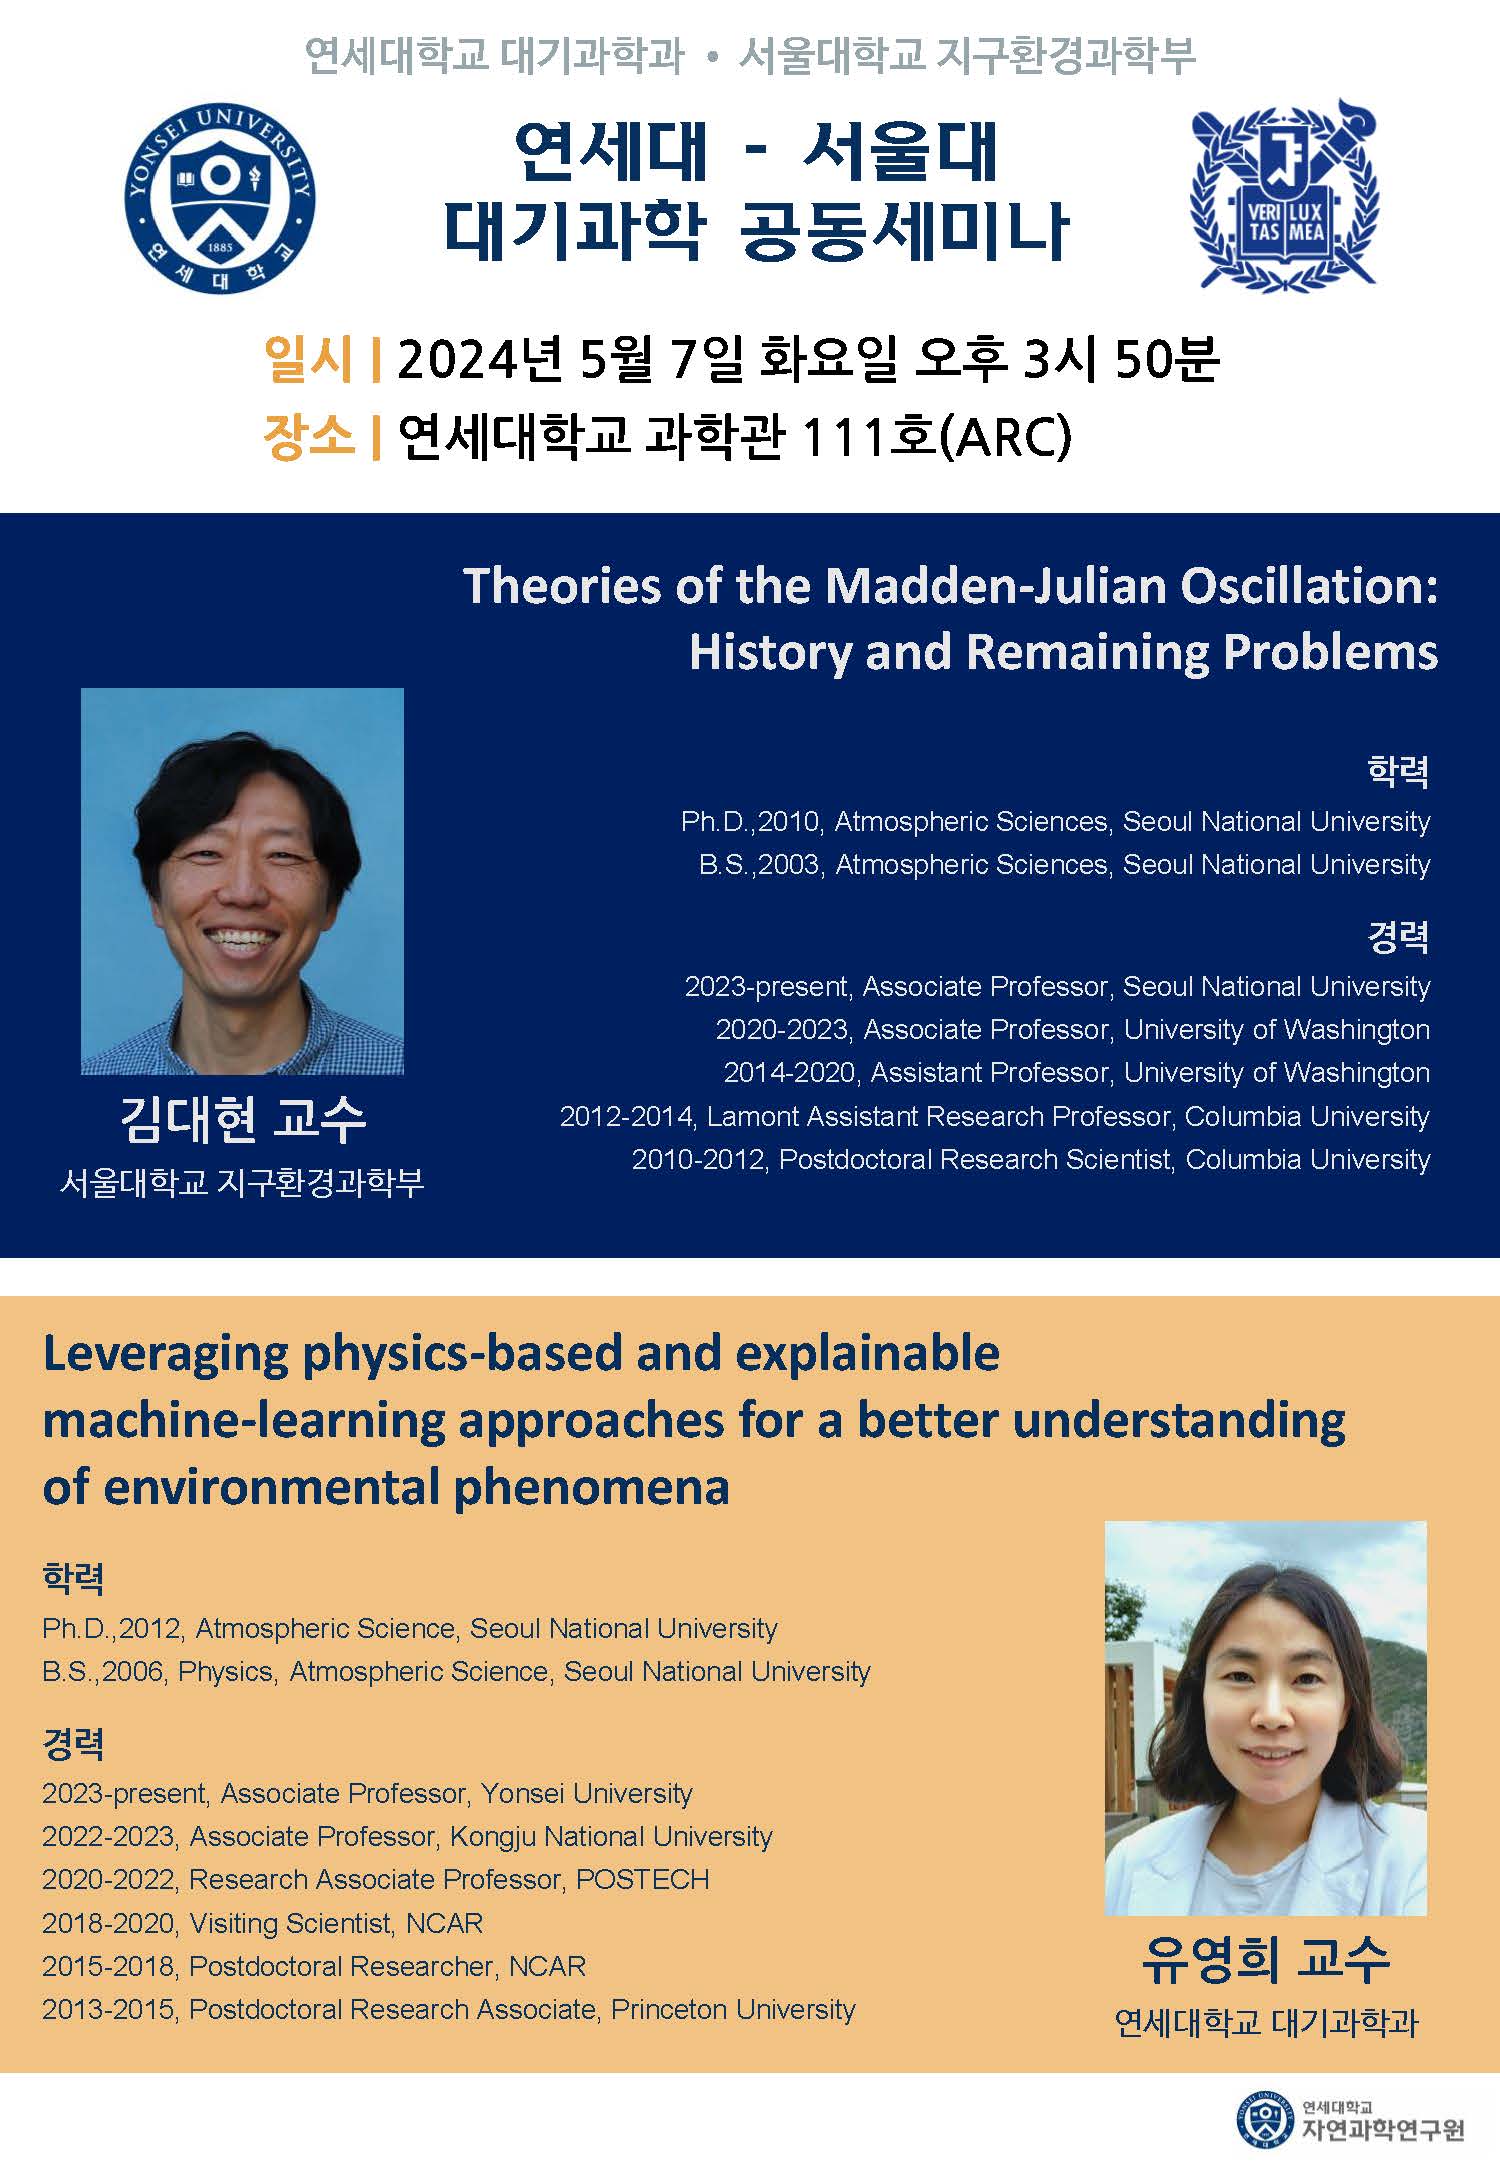 연세대학교 대기과학과 • 서울대학교 지구환경과학부
YONSEI UNIVERSITY
1885
연세대학교
연세대 - 서울대
대기과학 공동세미나
VERI LUX
TAS MEA
일시 | 2024년 5월 7일 화요일 오후 3시 50분
장소 | 연세대학교 과학관 111호(ARC)
Theories of the Madden-Julian Oscillation:
History and Remaining Problems
학력
Ph.D.,2010, Atmospheric Sciences, Seoul National University
B.S.,2003, Atmospheric Sciences, Seoul National University
경력
2023-present, Associate Professor, Seoul National University
2020-2023, Associate Professor, University of Washington
2014-2020, Assistant Professor, University of Washington
2012-2014, Lamont Assistant Research Professor, Columbia University
2010-2012, Postdoctoral Research Scientist, Columbia University
김대현 교수
서울대학교 지구환경과학부
Leveraging physics-based and explainable
machine-learning approaches for a better understanding
of environmental phenomena
학력
Ph.D.,2012, Atmospheric Science, Seoul National University
B.S.,2006, Physics, Atmospheric Science, Seoul National University
경력
2023-present, Associate Professor, Yonsei University
2022-2023, Associate Professor, Kongju National University
2020-2022, Research Associate Professor, POSTECH
2018-2020, Visiting Scientist, NCAR
2015-2018, Postdoctoral Researcher, NCAR
2013-2015, Postdoctoral Research Associate, Princeton University
유영희 교수
연세대학교 대기과학과
연세대학교
자연과학연구원